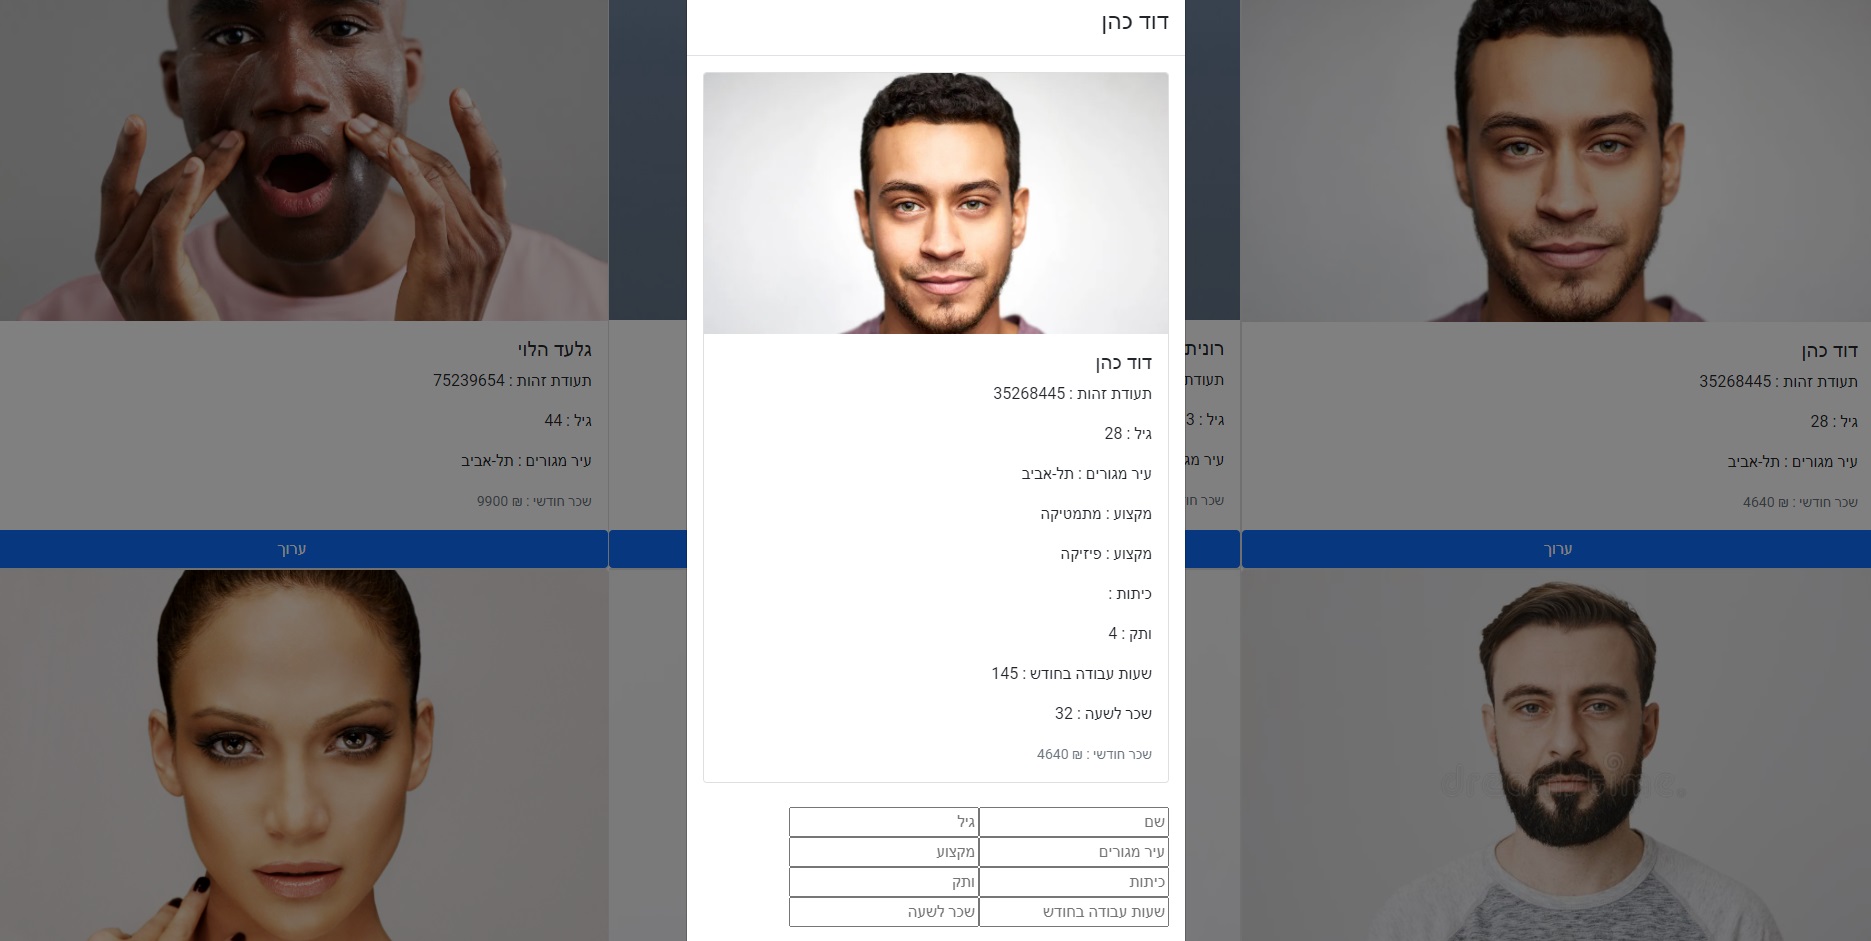 דוד כהן
דוד כהן
תעודת זהות : 35268445
גיל : 28
עיר מגורים : תל-אביב
מקצוע : מתמטיקה
מקצוע : פיזיקה
כיתות :
ותק : 4
שעות עבודה בחודש : 145
שכר לשעה : 32
שכר חודשי : ₪ 4640
שם
גיל
עיר מגורים
מקצוע
כיתות
ותק
שעות עבודה בחודש
שכר לשעה
דוד כהן
תעודת זהות : 35268445
גיל : 28
עיר מגורים : תל-אביב
שכר חודשי : ₪ 4640
ערוך
רונית
תעודת
גיל : 3
עיר
שכר
גלעד הלוי
תעודת זהות : 75239654
גיל : 44
עיר מגורים : תל-אביב
שכר חודשי : ₪ 9900
ערוך